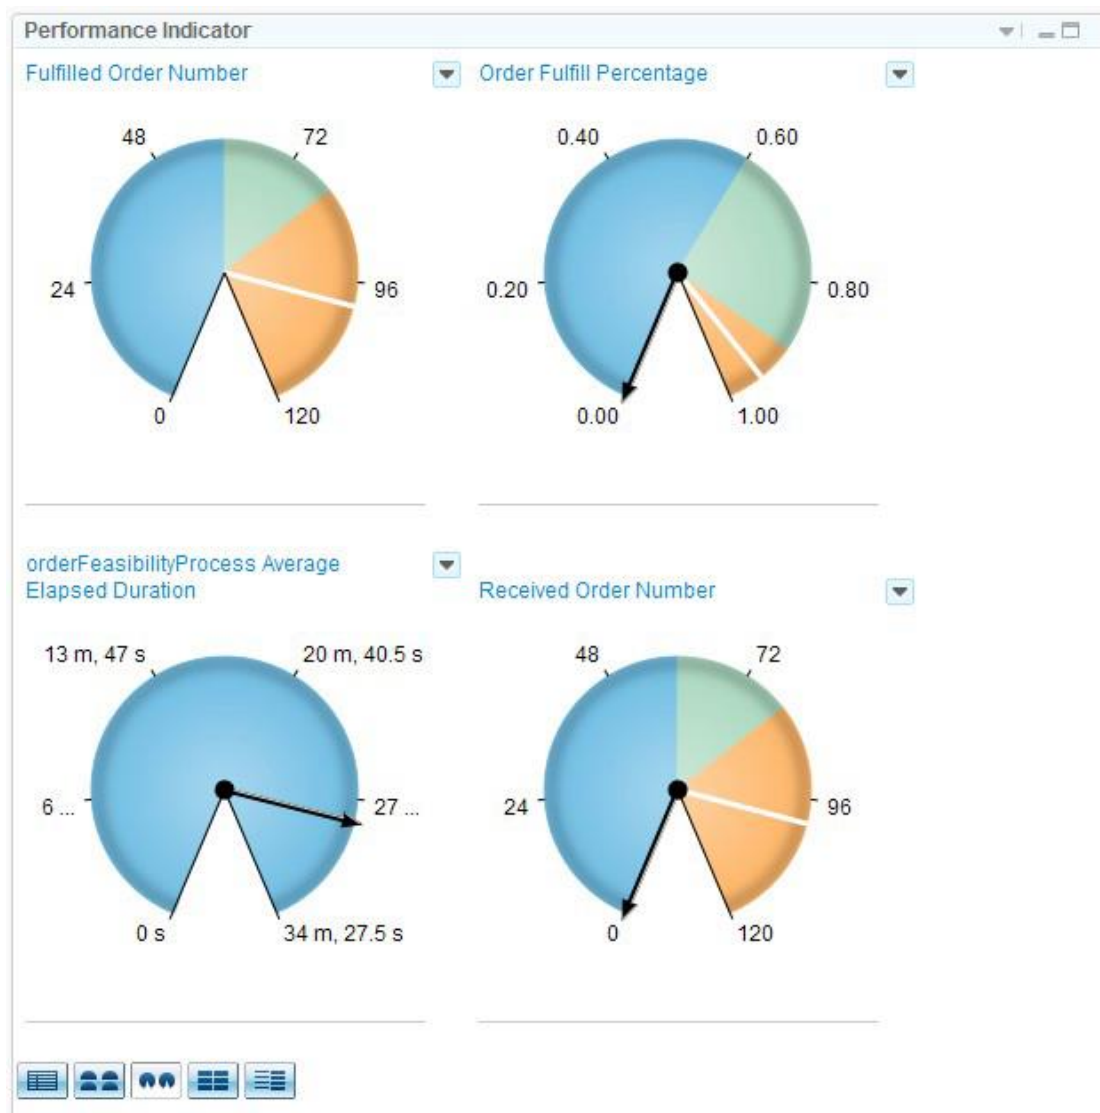 Performance Indicator
Fulfilled Order Number
Order Fulfill Percentage
48
72
24
96
0
120
0.40
0.60
0.20
0.80
0.00
1.00
orderFeasibilityProcess Average
Elapsed Duration
Received Order Number
13 m, 47 s
20 m, 40.5 s
6 ...
27 ...
0 s
34 m, 27.5 s
48
72
24
96
0
120